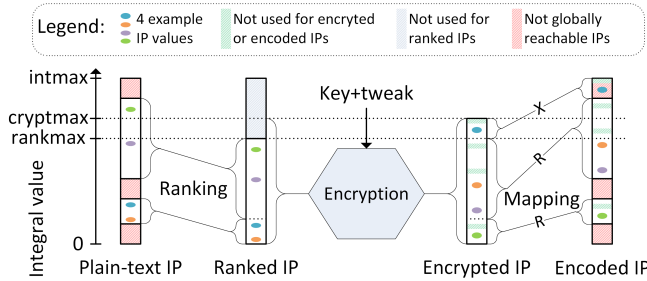 Legend:
4 example
IP values
Not used for encryted
or encoded IPs
Not used for
ranked IPs
Not globally
reachable IPs
intmax
cryptmax
rankmax
0
Integral value
Key+tweak
Ranking
Encryption
Mapping
X
R
R
Plain-text IP
Ranked IP
Encrypted IP
Encoded IP